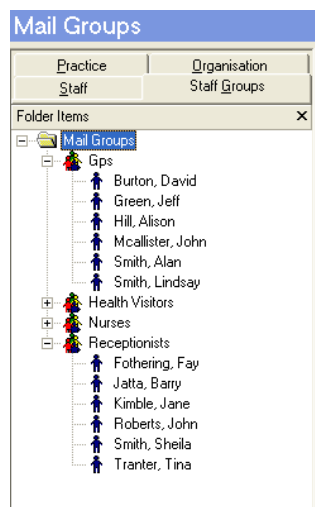 Mail Groups
Practice Organisation
Staff Staff Groups
Folder Items
Mail Groups
Gps
Burton, David
Green, Jeff
Hill, Alison
Mcallister, John
Smith, Alan
Smith, Lindsay
Health Visitors
Nurses
Receptionists
Fothering, Fay
Jatta, Barry
Kimble, Jane
Roberts, John
Smith, Sheila
Tranter, Tina